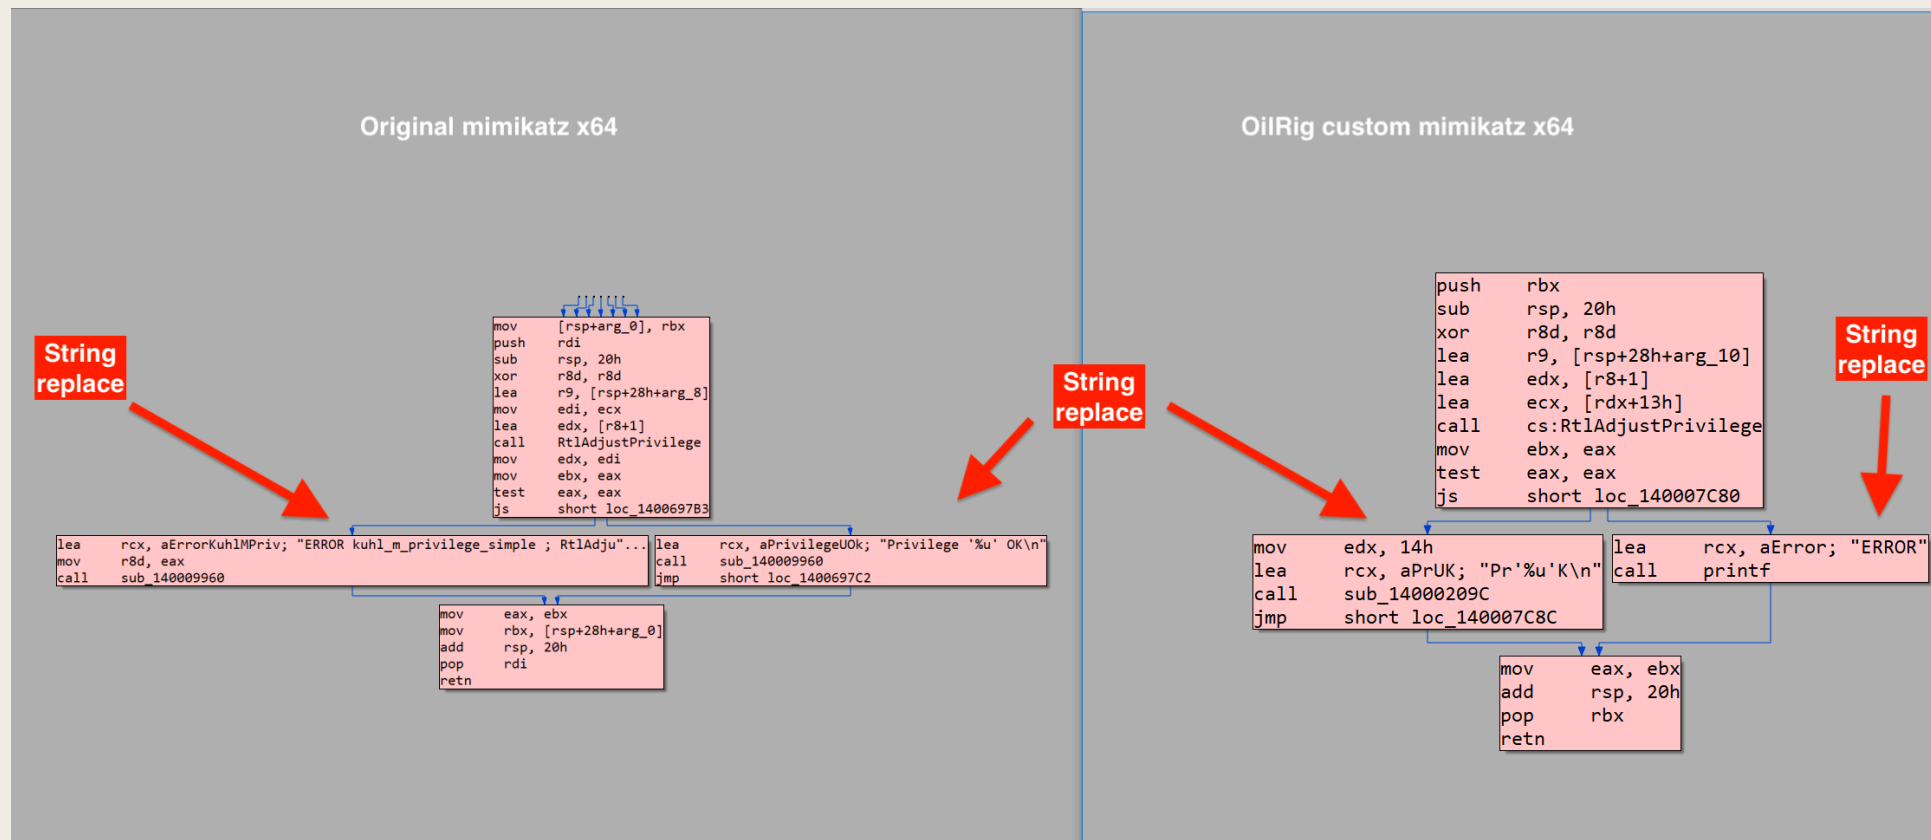 Original mimikatz x64
String
replace
mov [rsp+arg_0], rbx
push rdi
sub rsp, 20h
xor r8d, r8d
lea r9, [rsp+28h+arg_8]
mov edi, ecx
lea edx, [r8+1]
call RtlAdjustPrivilege
mov edx, edi
mov ebx, eax
test eax, eax
js short loc_1400697B3
lea rcx, aErrorKuhlMPriv; "ERROR kuhl_m_privilege_simple ; RtlAdju"...
mov r8d, eax
call sub_140009960
lea rcx, aPrivilegeUOk; "Privilege '%u' OK\n"
call sub_140009960
jmp short loc_1400697C2
mov eax, ebx
mov rbx, [rsp+28h+arg_0]
add rsp, 20h
pop rdi
retn
String
replace
OilRig custom mimikatz x64
push rbx
sub rsp, 20h
xor r8d, r8d
lea r9, [rsp+28h+arg_10]
lea edx, [r8+1]
lea ecx, [rdx+13h]
call cs:RtlAdjustPrivilege
mov ebx, eax
test eax, eax
js short loc_140007C80
String
replace
mov edx, 14h
lea rcx, aPrUK; "Pr'%u'K\n"
call sub_14000209C
jmp short loc_140007C8C
lea rcx, aError; "ERROR"
call printf
mov eax, ebx
add rsp, 20h
pop rbx
retn